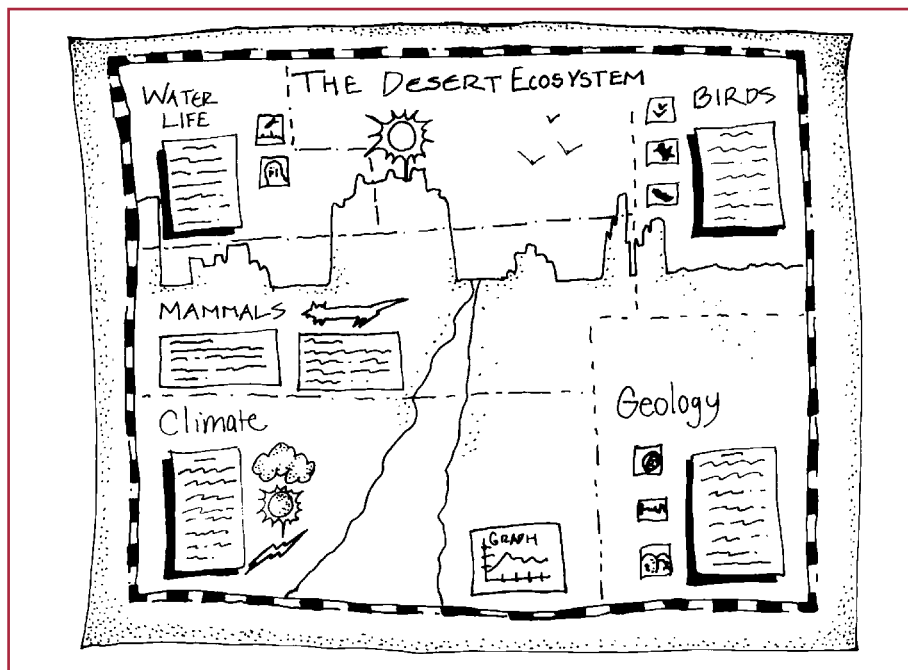 THE DESERT ECOSYSTEM
WATER
LIFE
BIRDS
MAMMALS
Climate
Geology
GRAPH